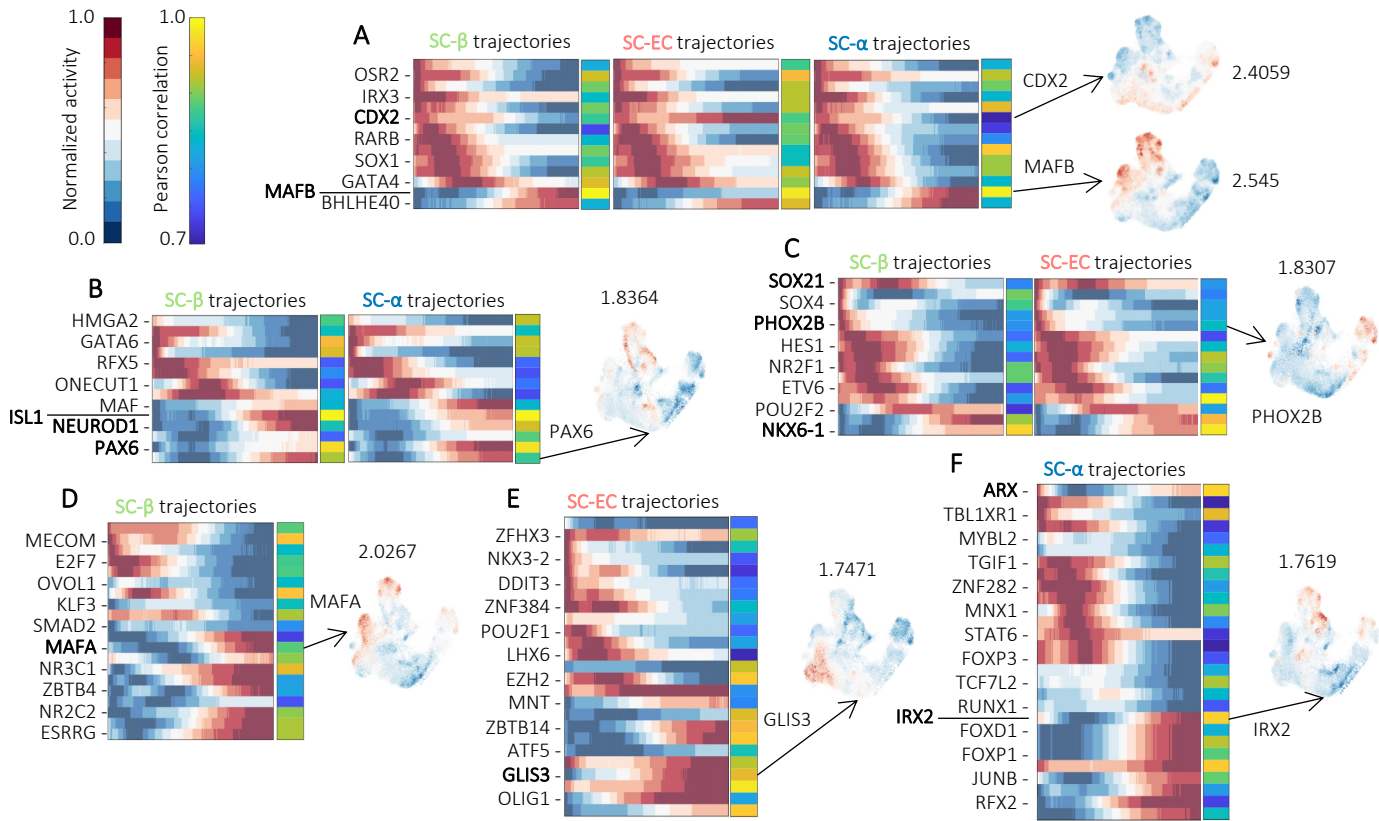 1.0
0.0
Normalized activity
1.0
0.7
Pearson correlation
A
SC-β trajectories
SC-EC trajectories
SC-α trajectories
OSR2 -
IRX3 -
CDX2 -
RARB -
SOX1 -
GATA4 -
MAFB
BHLHE40 -
CDX2
2.4059
MAFB
2.545
B
SC-β trajectories
SC-α trajectories
HMGA2 -
GATA6 -
RFX5 -
ONECUT1 -
MAF -
ISL1
NEUROD1 -
PAX6 -
1.8364
PAX6
C
SC-β trajectories
SC-EC trajectories
SOX21 -
SOX4 -
PHOX2B -
HES1 -
NR2F1 -
ETV6 -
POU2F2 -
NKX6-1 -
1.8307
PHOX2B
D
SC-β trajectories
MECOM -
E2F7 -
OVOL1 -
KLF3 -
SMAD2 -
MAFA -
NR3C1 -
ZBTB4 -
NR2C2 -
ESRRG -
2.0267
MAFA
E
SC-EC trajectories
ZFHX3 -
NKX3-2 -
DDIT3 -
ZNF384 -
POU2F1 -
LHX6 -
EZH2 -
MNT -
ZBTB14 -
ATF5 -
GLIS3 -
OLIG1 -
1.7471
GLIS3
F
SC-α trajectories
ARX -
TBL1XR1 -
MYBL2 -
TGIF1 -
ZNF282 -
MNX1 -
STAT6 -
FOXP3 -
TCF7L2 -
RUNX1 -
IRX2
FOXD1 -
FOXP1 -
JUNB -
RFX2 -
1.7619
IRX2